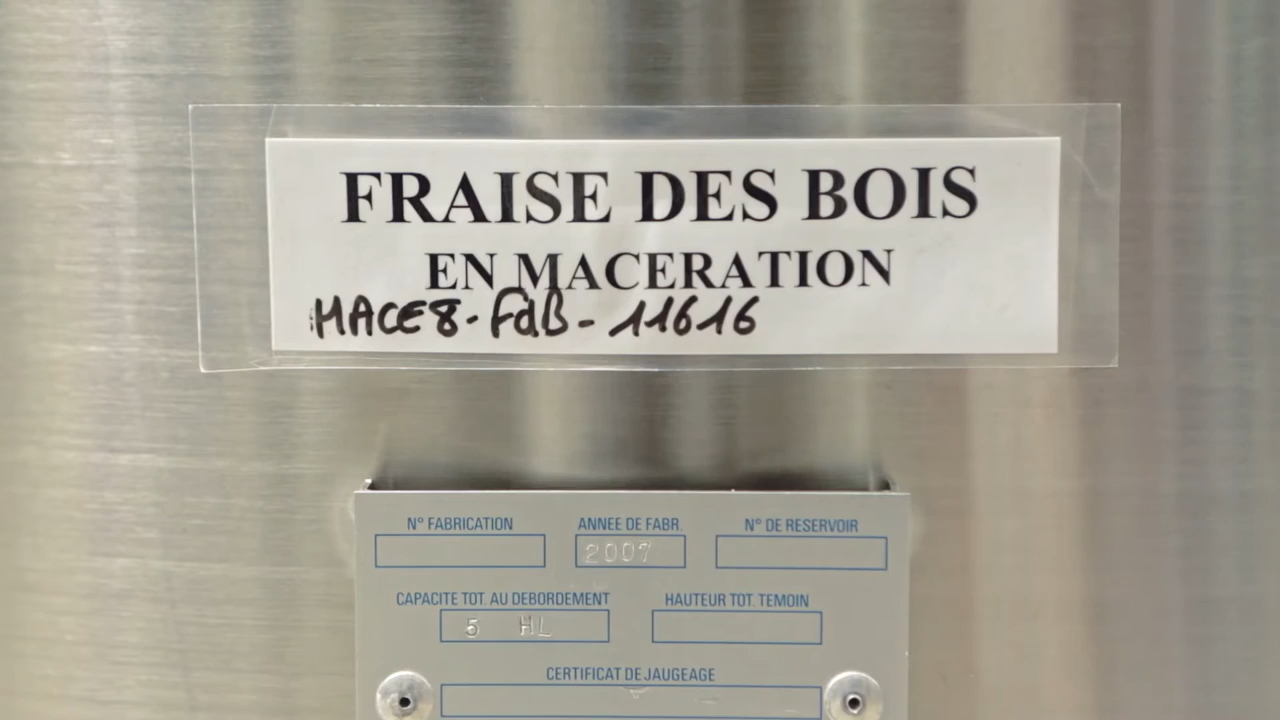 FRAISE DES BOIS
EN MACERATION
MACE8-FdB-11616
N° FABRICATION
ANNEE DE FABR.
N° DE RESERVOIR
2007
CAPACITE TOT. AU DEBORDEMENT
HAUTEUR TOT. TEMOIN
5 HL
CERTIFICAT DE JAUGEAGE